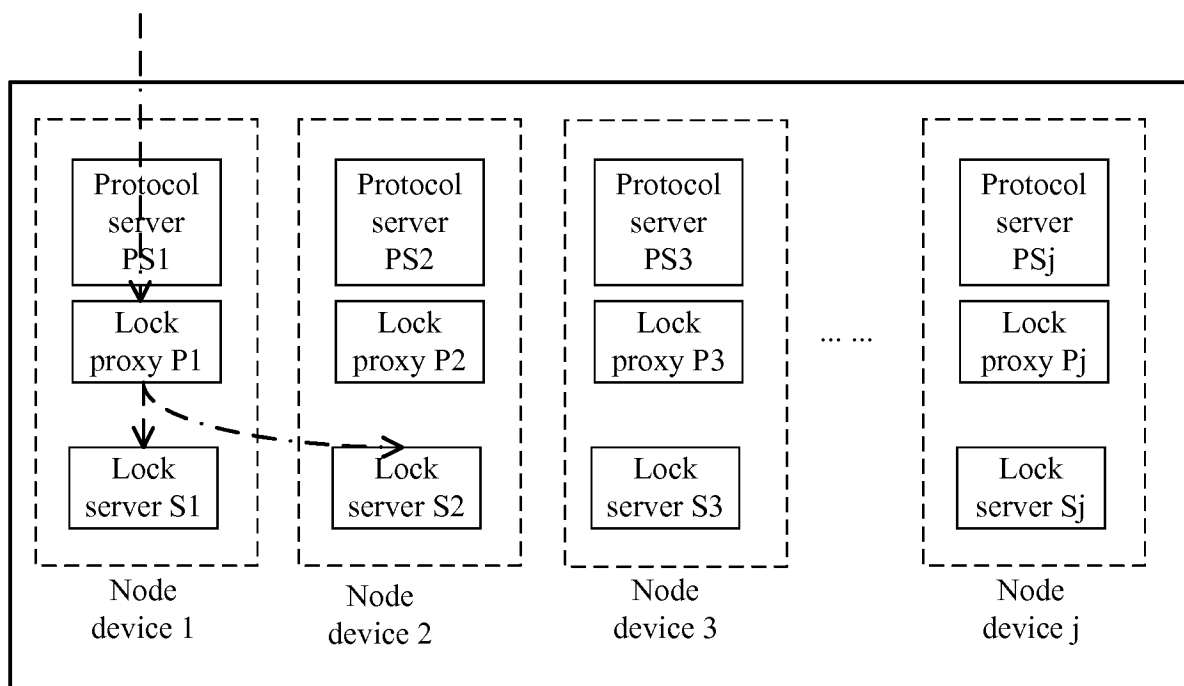 Protocol
server
PS1
Lock
proxy P1
Lock
server S1
Node
device 1
Protocol
server
PS2
Lock
proxy P2
Lock
server S2
Node
device 2
Protocol
server
PS3
Lock
proxy P3
Lock
server S3
Node
device 3
... ...
Protocol
server
PSj
Lock
proxy Pj
Lock
server Sj
Node
device j